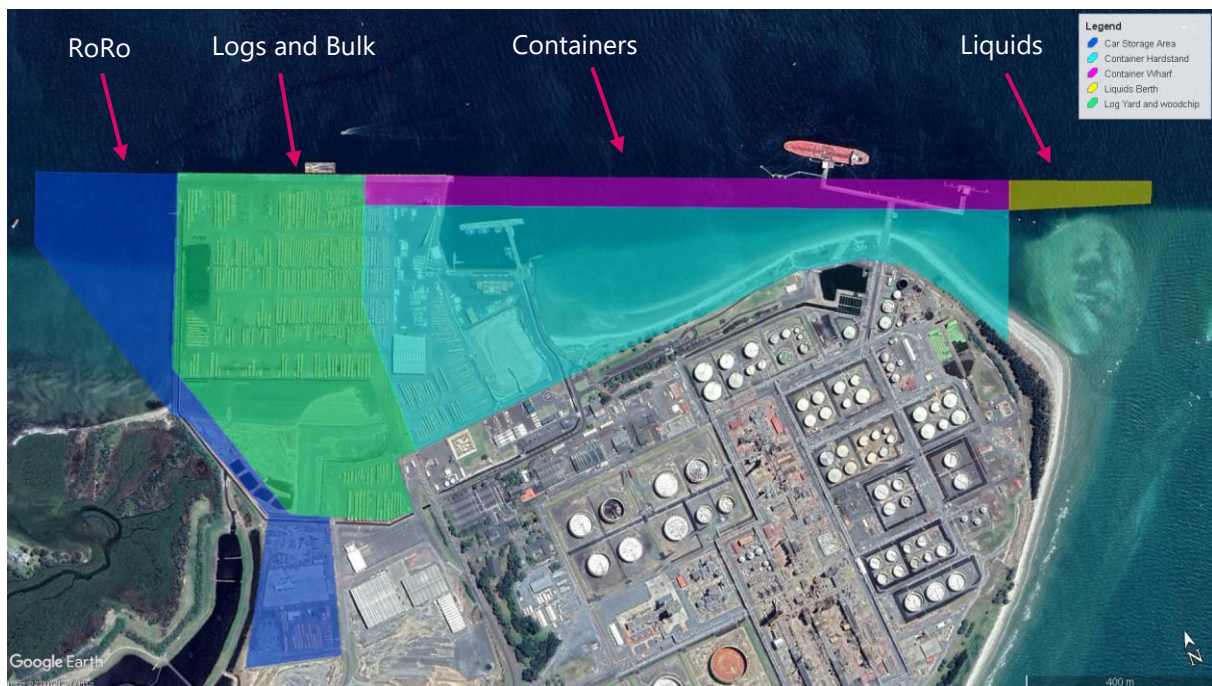 RoRo
Logs and Bulk
Containers
Liquids
Legend
Car Storage Area
Container Hardstand
Container Wharf
Liquids Berth
Log Yard and woodchip
Google Earth
N
400 m